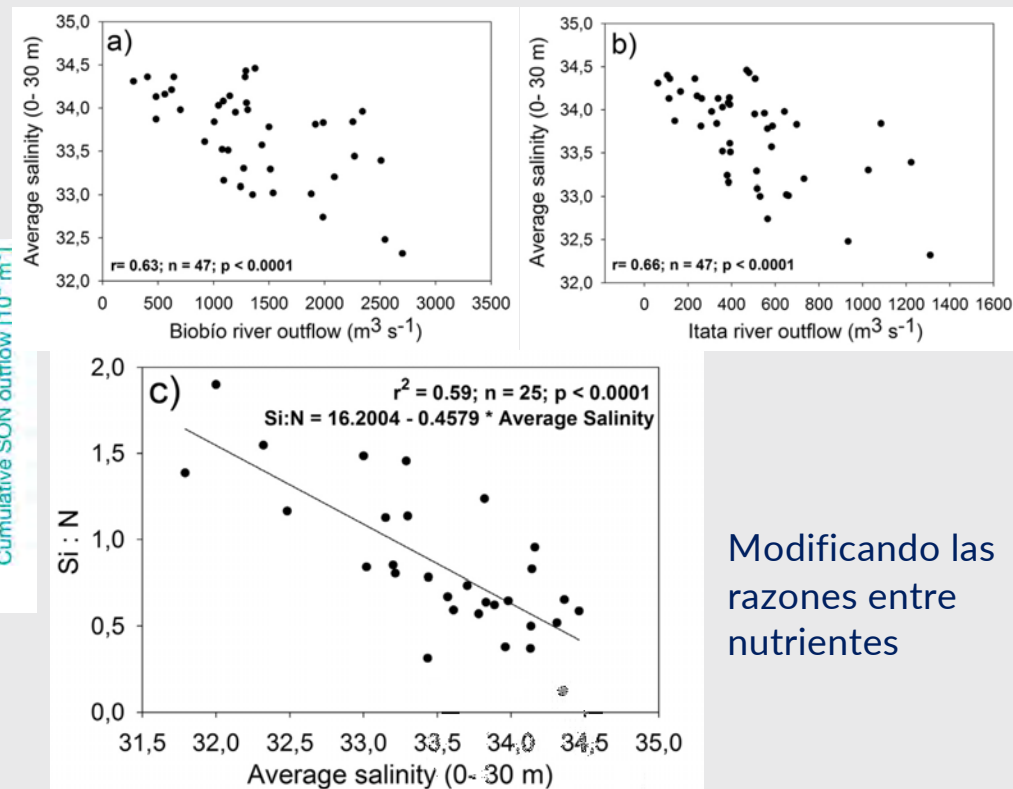 a)
35,0
34,5
34,0
33,5
33,0
32,5
32,0
Average salinity (0- 30 m)
r= 0.63; n = 47; p < 0.0001
0 500 1000 1500 2000 2500 3000 3500
Biobío river outflow (m³ s⁻¹)
b)
35,0
34,5
34,0
33,5
33,0
32,5
32,0
Average salinity (0- 30 m)
r= 0.66; n = 47; p < 0.0001
0 200 400 600 800 1000 1200 1400 1600
Itata river outflow (m³ s⁻¹)
Cumulative SON outflow
c)
r² = 0.59; n = 25; p < 0.0001
Si:N = 16.2004 - 0.4579 * Average Salinity
2,0
1,5
1,0
0,5
0,0
Si : N
31,5 32,0 32,5 33,0 33,5 34,0 34,5 35,0
Average salinity (0- 30 m)
Modificando las
razones entre
nutrientes